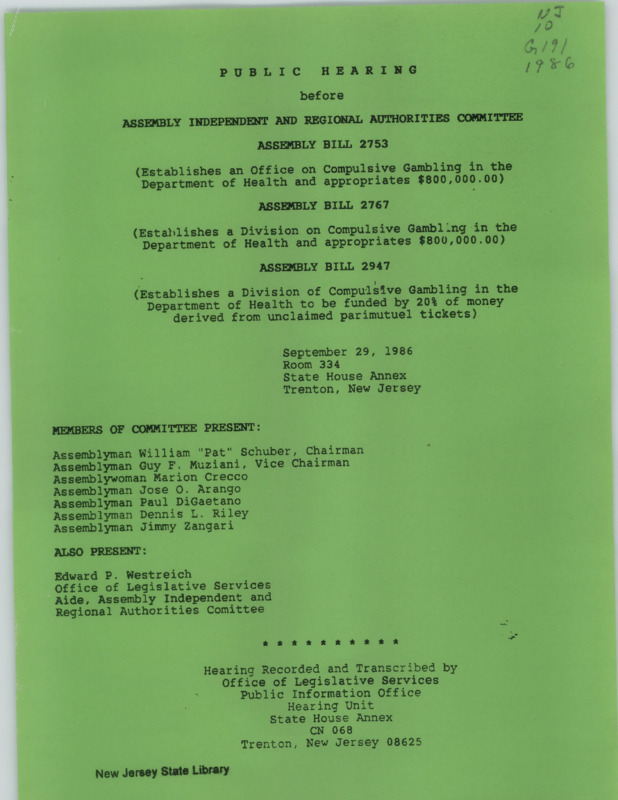 NJ
10
G191
1986
PUBLIC HEARING
before
ASSEMBLY INDEPENDENT AND REGIONAL AUTHORITIES COMMITTEE
ASSEMBLY BILL 2753
(Establishes an Office on Compulsive Gambling in the
Department of Health and appropriates $800,000.00)
ASSEMBLY BILL 2767
(Establishes a Division on Compulsive Gambling in the
Department of Health and appropriates $800,000.00)
ASSEMBLY BILL 2947
(Establishes a Division of Compulsive Gambling in the
Department of Health to be funded by 20% of money
derived from unclaimed parimutuel tickets)
September 29, 1986
Room 334
State House Annex
Trenton, New Jersey
MEMBERS OF COMMITTEE PRESENT:
Assemblyman William "Pat" Schuber, Chairman
Assemblyman Guy F. Muziani, Vice Chairman
Assemblywoman Marion Crecco
Assemblyman Jose O. Arango
Assemblyman Paul DiGaetano
Assemblyman Dennis L. Riley
Assemblyman Jimmy Zangari
ALSO PRESENT:
Edward P. Westreich
Office of Legislative Services
Aide, Assembly Independent and
Regional Authorities Comittee
* * * * * * * * * *
Hearing Recorded and Transcribed by
Office of Legislative Services
Public Information Office
Hearing Unit
State House Annex
CN 068
Trenton, New Jersey 08625
New Jersey State Library